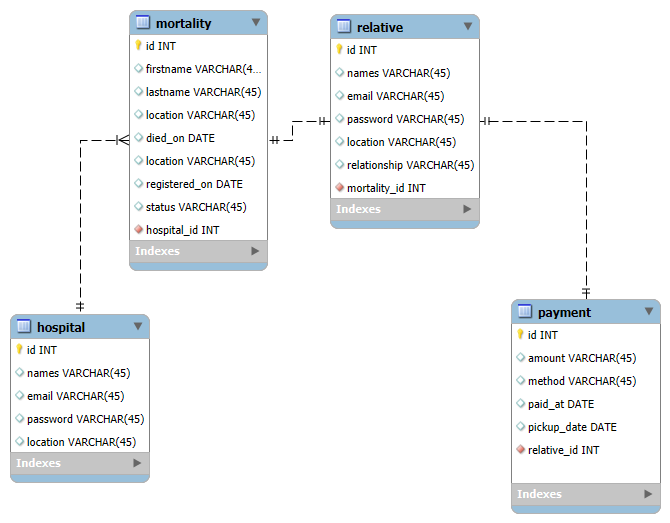 mortality
id INT
firstname VARCHAR(4...
lastname VARCHAR(45)
location VARCHAR(45)
died_on DATE
location VARCHAR(45)
registered_on DATE
status VARCHAR(45)
hospital_id INT
Indexes
relative
id INT
names VARCHAR(45)
email VARCHAR(45)
password VARCHAR(45)
location VARCHAR(45)
relationship VARCHAR(45)
mortality_id INT
Indexes
hospital
id INT
names VARCHAR(45)
email VARCHAR(45)
password VARCHAR(45)
location VARCHAR(45)
Indexes
payment
id INT
amount VARCHAR(45)
method VARCHAR(45)
paid_at DATE
pickup_date DATE
relative_id INT
Indexes